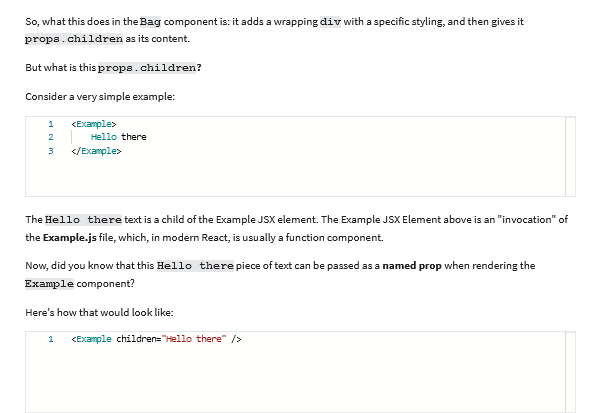 So, what this does in the Bag component is: it adds a wrapping div with a specific styling, and then gives it
props.children as its content.
But what is this props.children?
Consider a very simple example:
1 <Example>
2 Hello there
3 </Example>
The Hello there text is a child of the Example JSX element. The Example JSX Element above is an "invocation" of
the Example.js file, which, in modern React, is usually a function component.
Now, did you know that this Hello there piece of text can be passed as a named prop when rendering the
Example component?
Here's how that would look like:
1 <Example children="Hello there" />